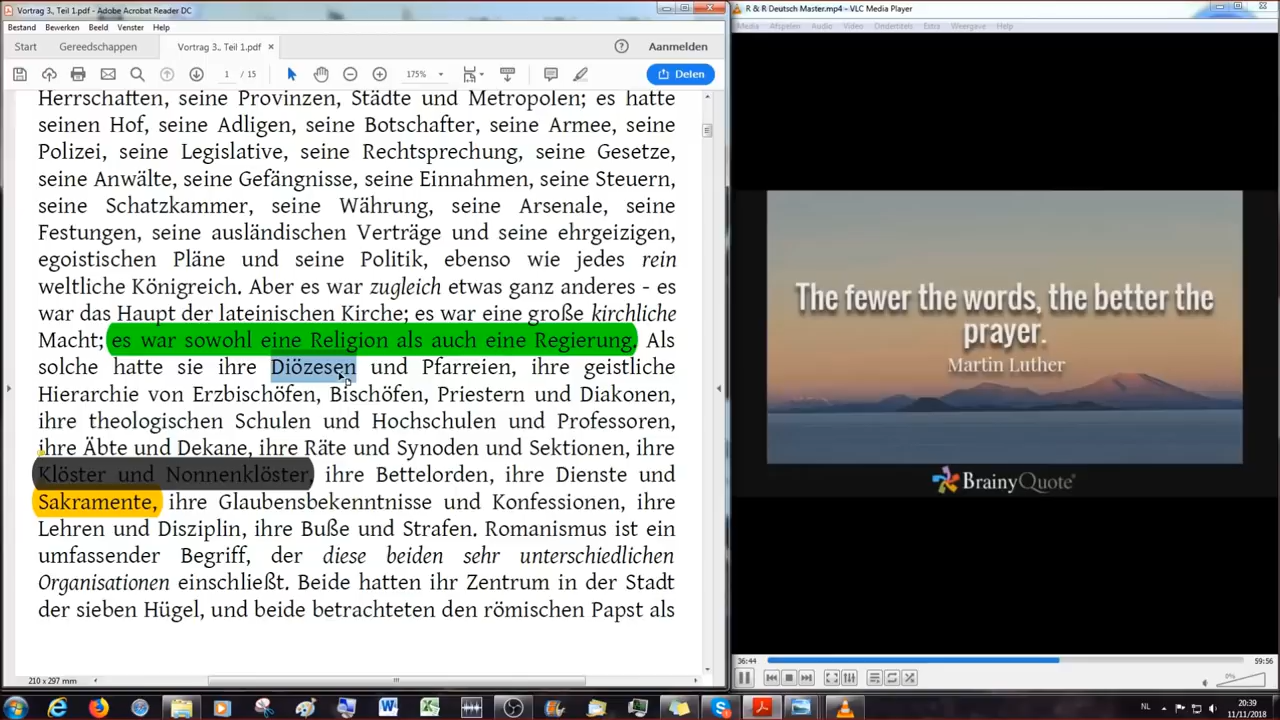 Vortrag 3., Teil 1.pdf - Adobe Acrobat Reader DC
Bestand Bewerken Beeld Venster Help
Start Gereedschappen Vortrag 3., Teil 1.pdf × Aanmelden
1 / 15 175% Delen
Herrschaften, seine Provinzen, Städte und Metropolen; es hatte
seinen Hof, seine Adligen, seine Botschafter, seine Armee, seine
Polizei, seine Legislative, seine Rechtsprechung, seine Gesetze,
seine Anwälte, seine Gefängnisse, seine Einnahmen, seine Steuern,
seine Schatzkammer, seine Währung, seine Arsenale, seine
Festungen, seine ausländischen Verträge und seine ehrgeizigen,
egoistischen Pläne und seine Politik, ebenso wie jedes rein
weltliche Königreich. Aber es war zugleich etwas ganz anderes - es
war das Haupt der lateinischen Kirche; es war eine große kirchliche
Macht; es war sowohl eine Religion als auch eine Regierung. Als
solche hatte sie ihre Diözesen und Pfarreien, ihre geistliche
Hierarchie von Erzbischöfen, Bischöfen, Priestern und Diakonen,
ihre theologischen Schulen und Hochschulen und Professoren,
ihre Äbte und Dekane, ihre Räte und Synoden und Sektionen, ihre
Klöster und Nonnenklöster, ihre Bettelorden, ihre Dienste und
Sakramente, ihre Glaubensbekenntnisse und Konfessionen, ihre
Lehren und Disziplin, ihre Buße und Strafen. Romanismus ist ein
umfassender Begriff, der diese beiden sehr unterschiedlichen
Organisationen einschließt. Beide hatten ihr Zentrum in der Stadt
der sieben Hügel, und beide betrachteten den römischen Papst als
210 x 297 mm
R & R Deutsch Master.mp4 - VLC Media Player
Media Afspelen Audio Video Ondertitels Extra Weergave Help
The fewer the words, the better the
prayer.
Martin Luther
BrainyQuote
36:44 59:56
NL 20:39
11/11/2018